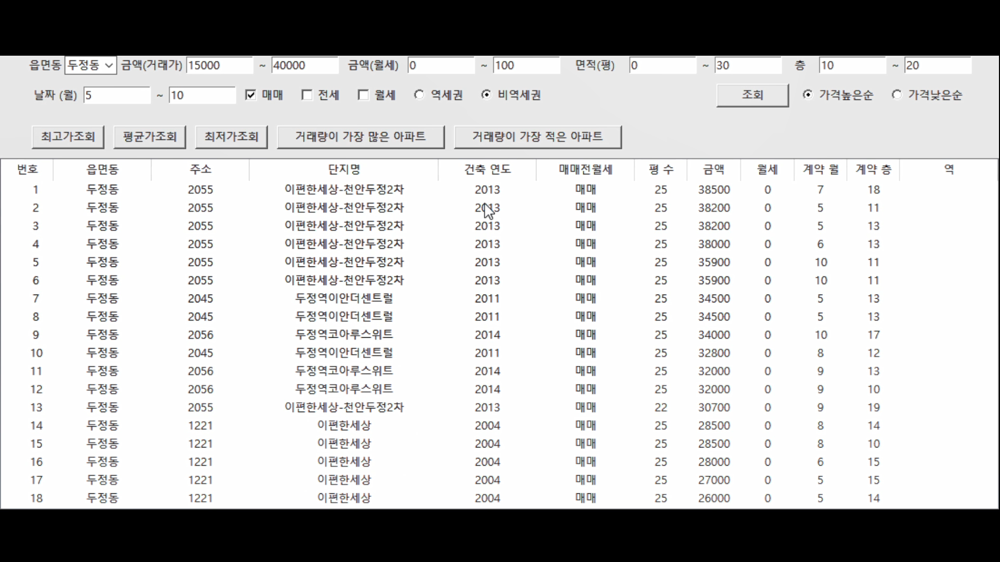 읍면동 두정동 금액(거래가) 15000 ~ 40000 금액(월세) 0 ~ 100 면적(평) 0 ~ 30 층 10 ~ 20
날짜 (월) 5 ~ 10 매매 전세 월세 역세권 비역세권 조회 가격높은순 가격낮은순
최고가조회 평균가조회 최저가조회 거래량이 가장 많은 아파트 거래량이 가장 적은 아파트
번호 읍면동 주소 단지명 건축 연도 매매전월세 평 수 금액 월세 계약 월 계약 층 역
1 두정동 2055 이편한세상-천안두정2차 2013 매매 25 38500 0 7 18
2 두정동 2055 이편한세상-천안두정2차 2013 매매 25 38200 0 5 11
3 두정동 2055 이편한세상-천안두정2차 2013 매매 25 38200 0 5 13
4 두정동 2055 이편한세상-천안두정2차 2013 매매 25 38000 0 6 13
5 두정동 2055 이편한세상-천안두정2차 2013 매매 25 35900 0 10 11
6 두정동 2055 이편한세상-천안두정2차 2013 매매 25 35900 0 10 11
7 두정동 2045 두정역이안더센트럴 2011 매매 25 34500 0 5 13
8 두정동 2045 두정역이안더센트럴 2011 매매 25 34500 0 5 13
9 두정동 2056 두정역코아루스위트 2014 매매 25 34000 0 10 17
10 두정동 2045 두정역이안더센트럴 2011 매매 25 32800 0 8 12
11 두정동 2056 두정역코아루스위트 2014 매매 25 32000 0 9 13
12 두정동 2056 두정역코아루스위트 2014 매매 25 32000 0 9 10
13 두정동 2055 이편한세상-천안두정2차 2013 매매 22 30700 0 9 19
14 두정동 1221 이편한세상 2004 매매 25 28500 0 8 14
15 두정동 1221 이편한세상 2004 매매 25 28500 0 8 10
16 두정동 1221 이편한세상 2004 매매 25 28000 0 6 15
17 두정동 1221 이편한세상 2004 매매 25 27000 0 5 15
18 두정동 1221 이편한세상 2004 매매 25 26000 0 5 14